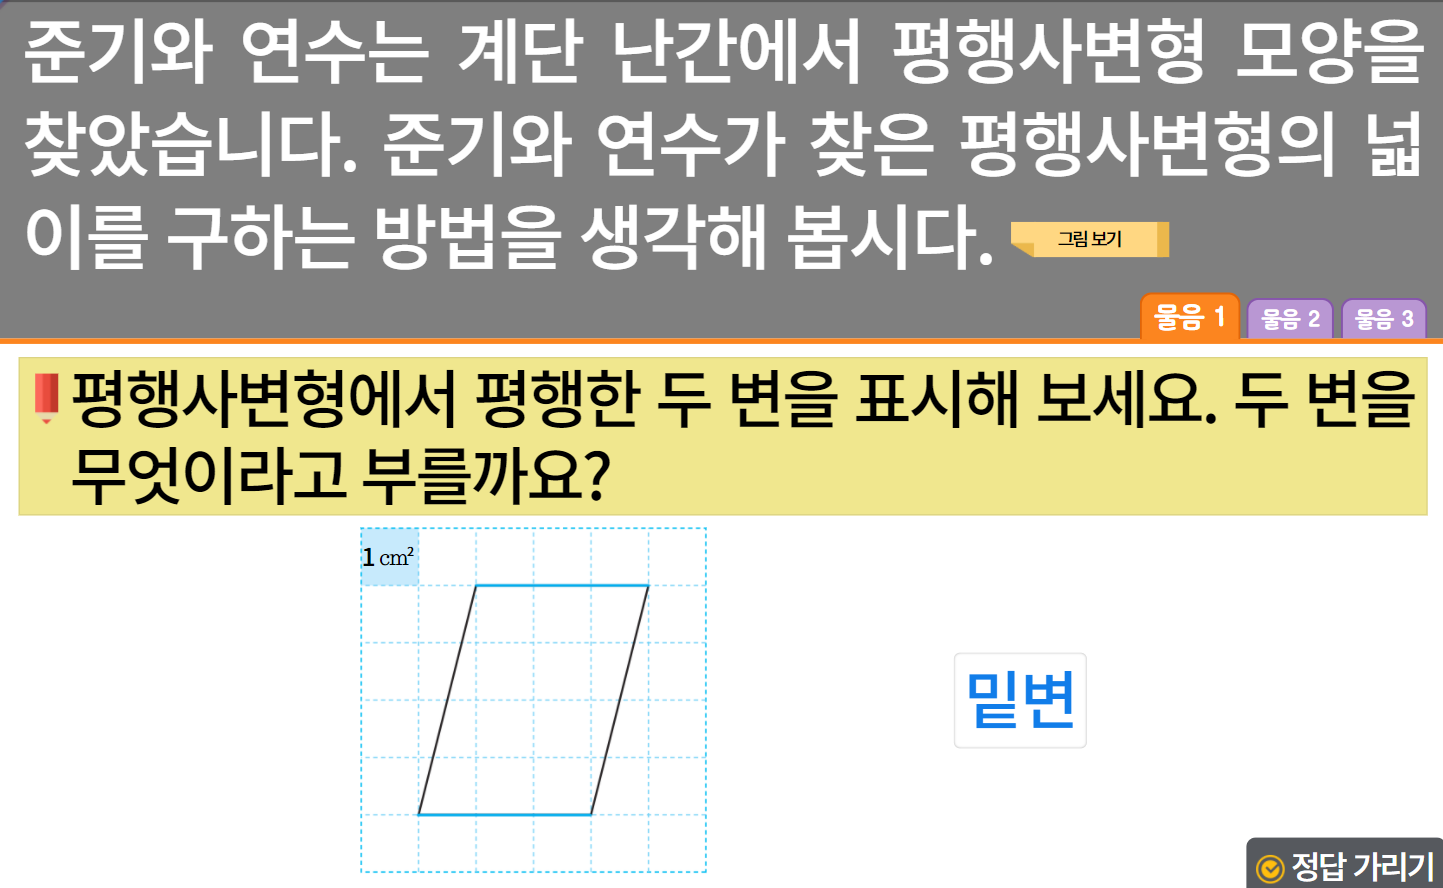 준기와 연수는 계단 난간에서 평행사변형 모양을
찾았습니다. 준기와 연수가 찾은 평행사변형의 넓
이를 구하는 방법을 생각해 봅시다. 그림 보기
물음 1 물음 2 물음 3
평행사변형에서 평행한 두 변을 표시해 보세요. 두 변을
무엇이라고 부를까요?
1 cm²
밑변
정답 가리기